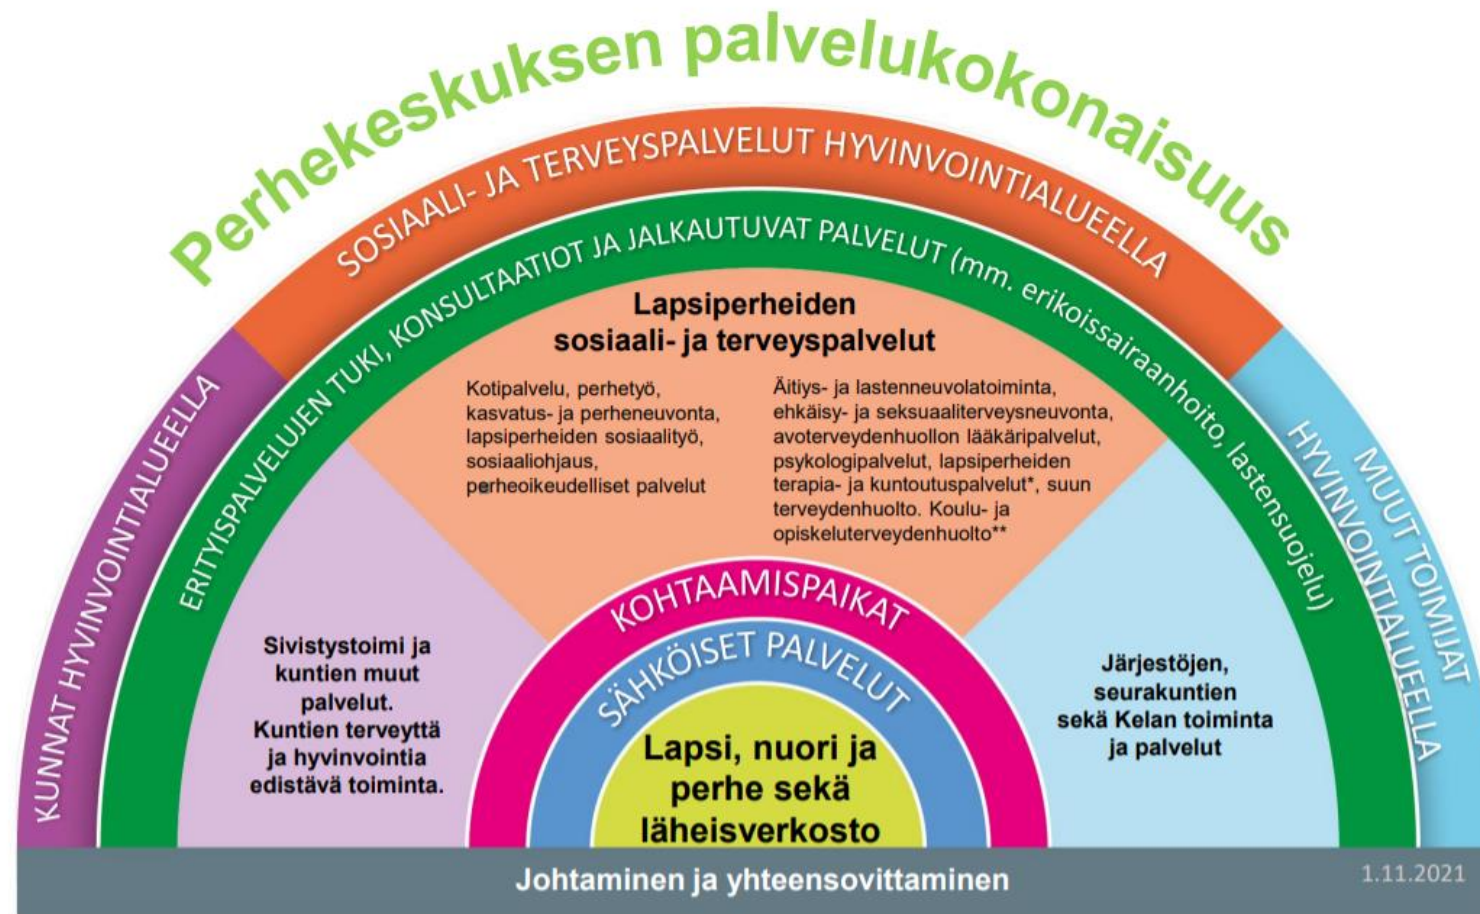 Perhekeskuksen palvelukokonaisuus
SOSIAALI- JA TERVEYSPALVELUT HYVINVOINTIALUEELLA
KUNNAT HYVINVOINTIALUEELLA
MUUT TOIMIJAT
HYVINVOINTIALUEELLA
ERITYISPALVELUJEN TUKI, KONSULTAATIOT JA JALKAUTUVAT PALVELUT (mm. erikoissairaanhoito, lastensuojelu)
Lapsiperheiden
sosiaali- ja terveyspalvelut
Kotipalvelu, perhetyö,
kasvatus- ja perheneuvonta,
lapsiperheiden sosiaalityö,
sosiaaliohjaus,
perheoikeudelliset palvelut
Äitiys- ja lastenneuvolatoiminta,
ehkäisy- ja seksuaaliterveysneuvonta,
avoterveydenhuollon lääkäripalvelut,
psykologipalvelut, lapsiperheiden
terapia- ja kuntoutuspalvelut*, suun
terveydenhuolto. Koulu- ja
opiskeluterveydenhuolto**
Sivistystoimi ja
kuntien muut
palvelut.
Kuntien terveyttä
ja hyvinvointia
edistävä toiminta.
Järjestöjen,
seurakuntien
sekä Kelan toiminta
ja palvelut
KOHTAAMISPAIKAT
SÄHKÖISET PALVELUT
Lapsi, nuori ja
perhe sekä
läheisverkosto
Johtaminen ja yhteensovittaminen
1.11.2021